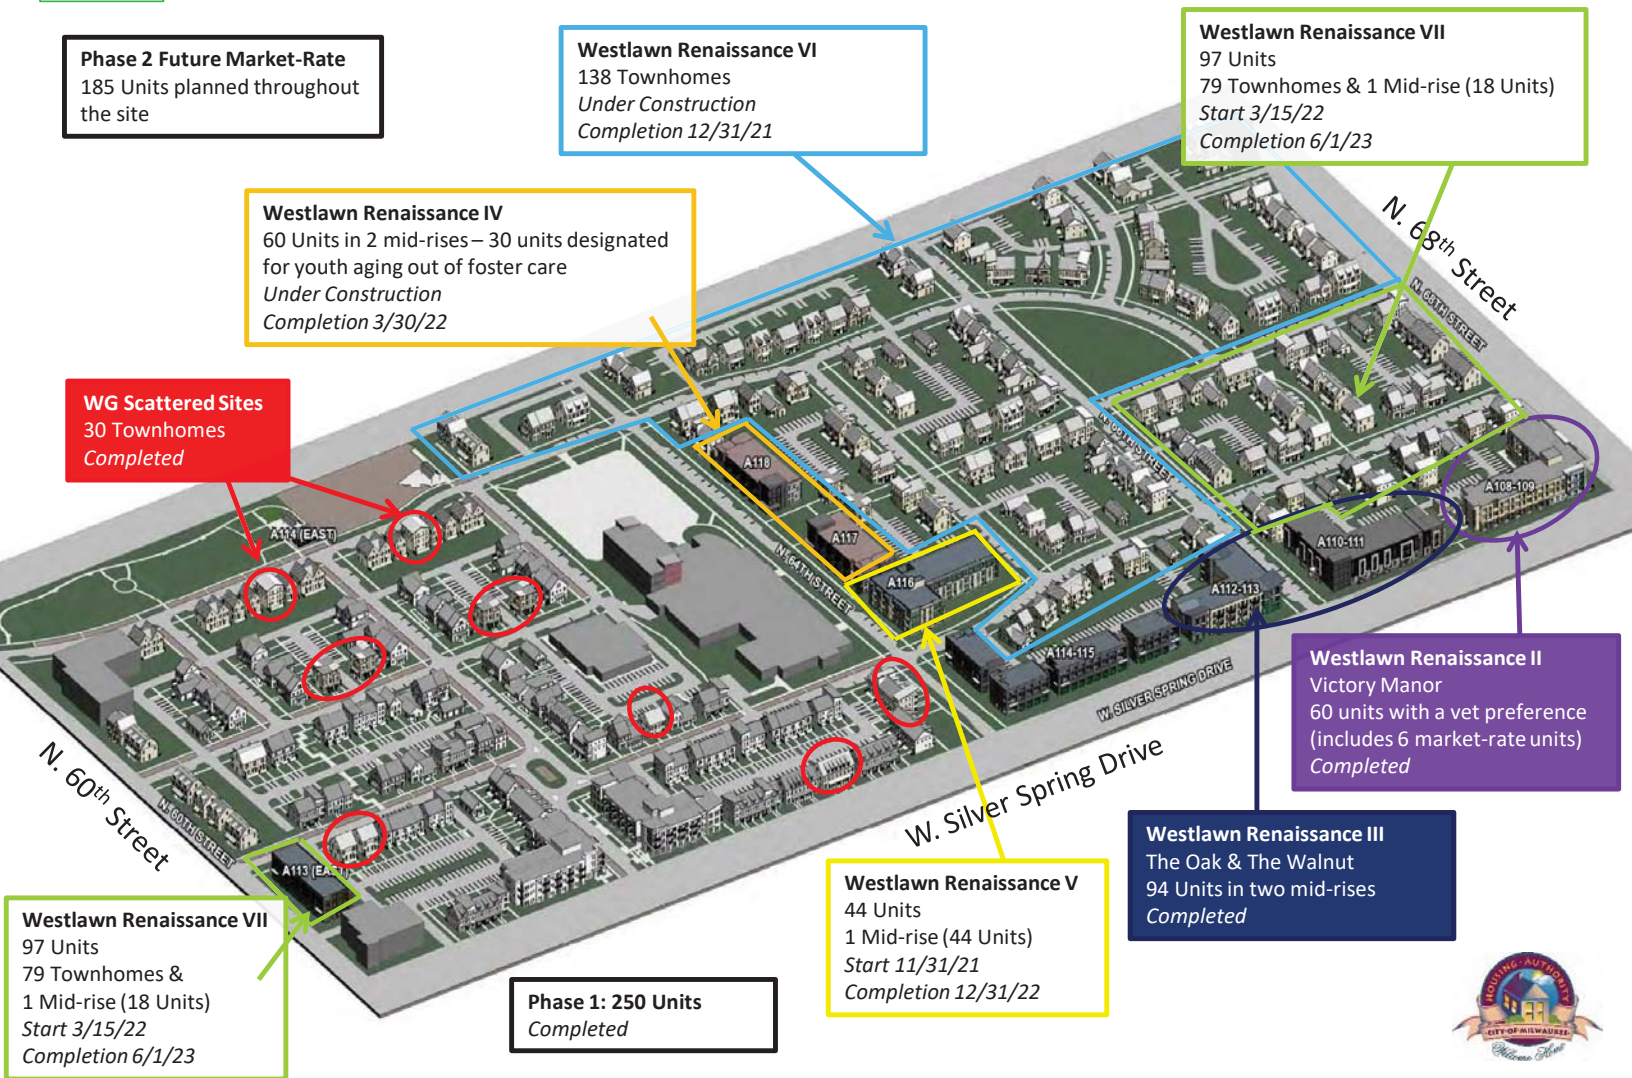 Phase 2 Future Market-Rate
185 Units planned throughout
the site
Westlawn Renaissance VI
138 Townhomes
Under Construction
Completion 12/31/21
Westlawn Renaissance VII
97 Units
79 Townhomes & 1 Mid-rise (18 Units)
Start 3/15/22
Completion 6/1/23
Westlawn Renaissance IV
60 Units in 2 mid-rises – 30 units designated
for youth aging out of foster care
Under Construction
Completion 3/30/22
N. 68th Street
N. 68TH STREET
WG Scattered Sites
30 Townhomes
Completed
N. 66TH STREET
A118
A108-109
A114 (EAST)
A117
A110-111
N. 64TH STREET
A116
A112-113
A114-115
W. SILVER SPRING DRIVE
W. Silver Spring Drive
Westlawn Renaissance II
Victory Manor
60 units with a vet preference
(includes 6 market-rate units)
Completed
N. 60th Street
N. 60TH STREET
A113 (EAST)
Westlawn Renaissance III
The Oak & The Walnut
94 Units in two mid-rises
Completed
Westlawn Renaissance V
44 Units
1 Mid-rise (44 Units)
Start 11/31/21
Completion 12/31/22
Westlawn Renaissance VII
97 Units
79 Townhomes &
1 Mid-rise (18 Units)
Start 3/15/22
Completion 6/1/23
Phase 1: 250 Units
Completed
HOUSING AUTHORITY
CITY OF MILWAUKEE
Welcome Home